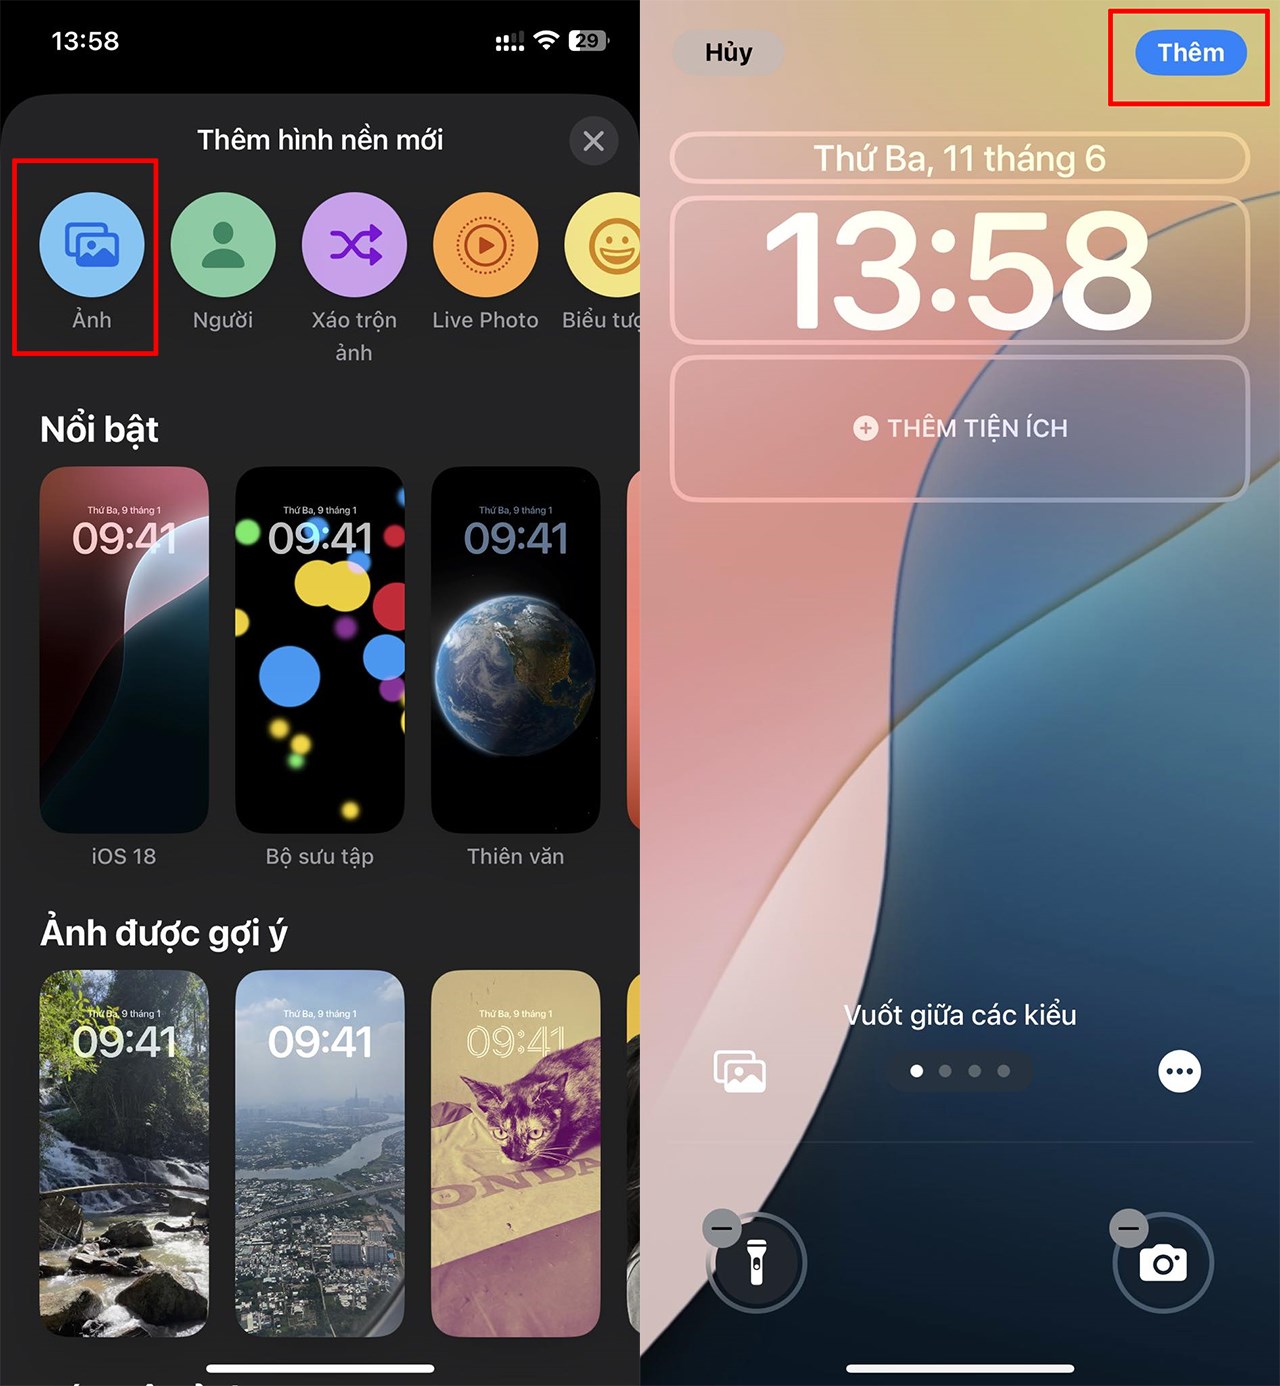 13:58
29
Thêm hình nền mới
Ảnh
Người
Xáo trộn
ảnh
Live Photo
Biểu tượ
Nổi bật
Thứ Ba, 9 tháng 1
09:41
Thứ Ba, 9 tháng 1
09:41
Thứ Ba, 9 tháng 1
09:41
iOS 18
Bộ sưu tập
Thiên văn
Ảnh được gợi ý
Thứ Ba, 9 tháng 1
09:41
Thứ Ba, 9 tháng 1
09:41
Thứ Ba, 9 tháng 1
09:41
ONDA
Hủy
Thêm
Thứ Ba, 11 tháng 6
13:58
THÊM TIỆN ÍCH
Vuốt giữa các kiểu